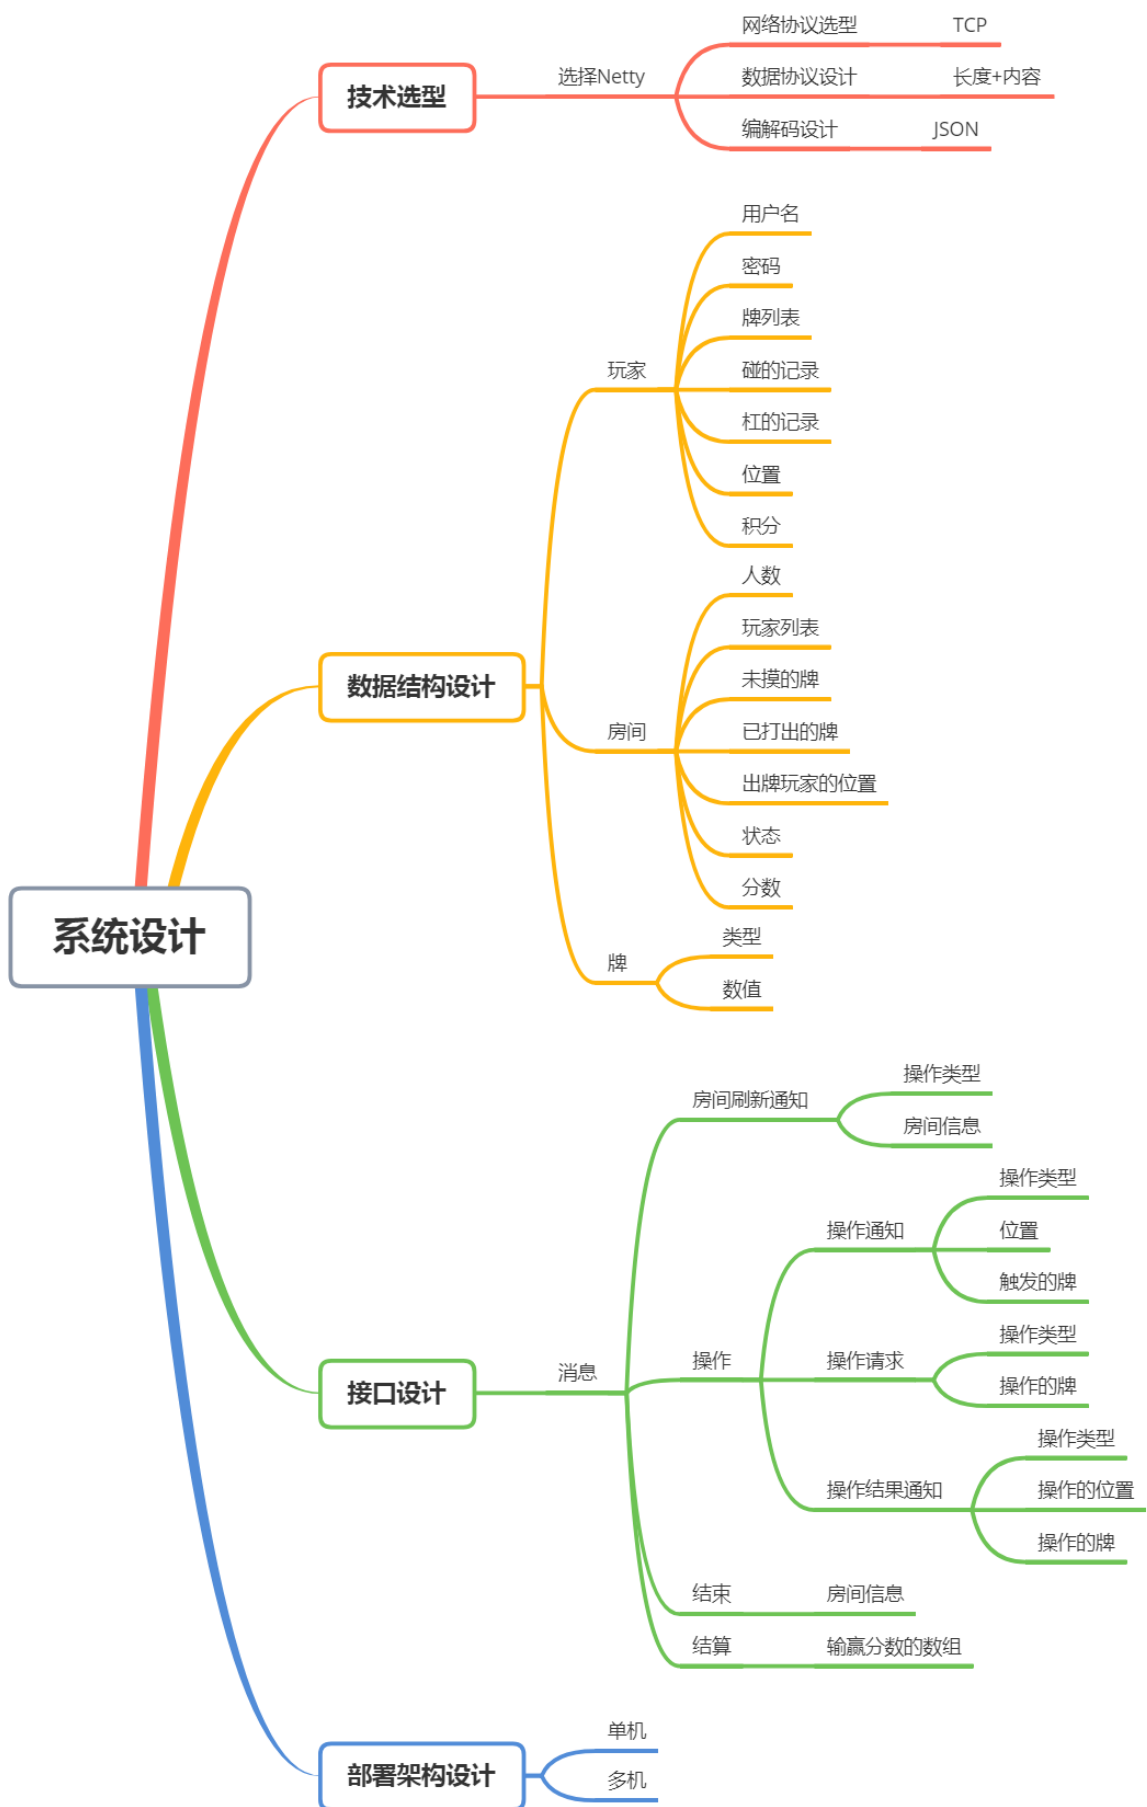 系统设计
技术选型
选择Netty
网络协议选型
TCP
数据协议设计
长度+内容
编解码设计
JSON
数据结构设计
玩家
用户名
密码
牌列表
碰的记录
杠的记录
位置
积分
房间
人数
玩家列表
未摸的牌
已打出的牌
出牌玩家的位置
状态
分数
牌
类型
数值
接口设计
消息
房间刷新通知
操作类型
房间信息
操作
操作通知
操作类型
位置
触发的牌
操作请求
操作类型
操作的牌
操作结果通知
操作类型
操作的位置
操作的牌
结束
房间信息
结算
输赢分数的数组
部署架构设计
单机
多机